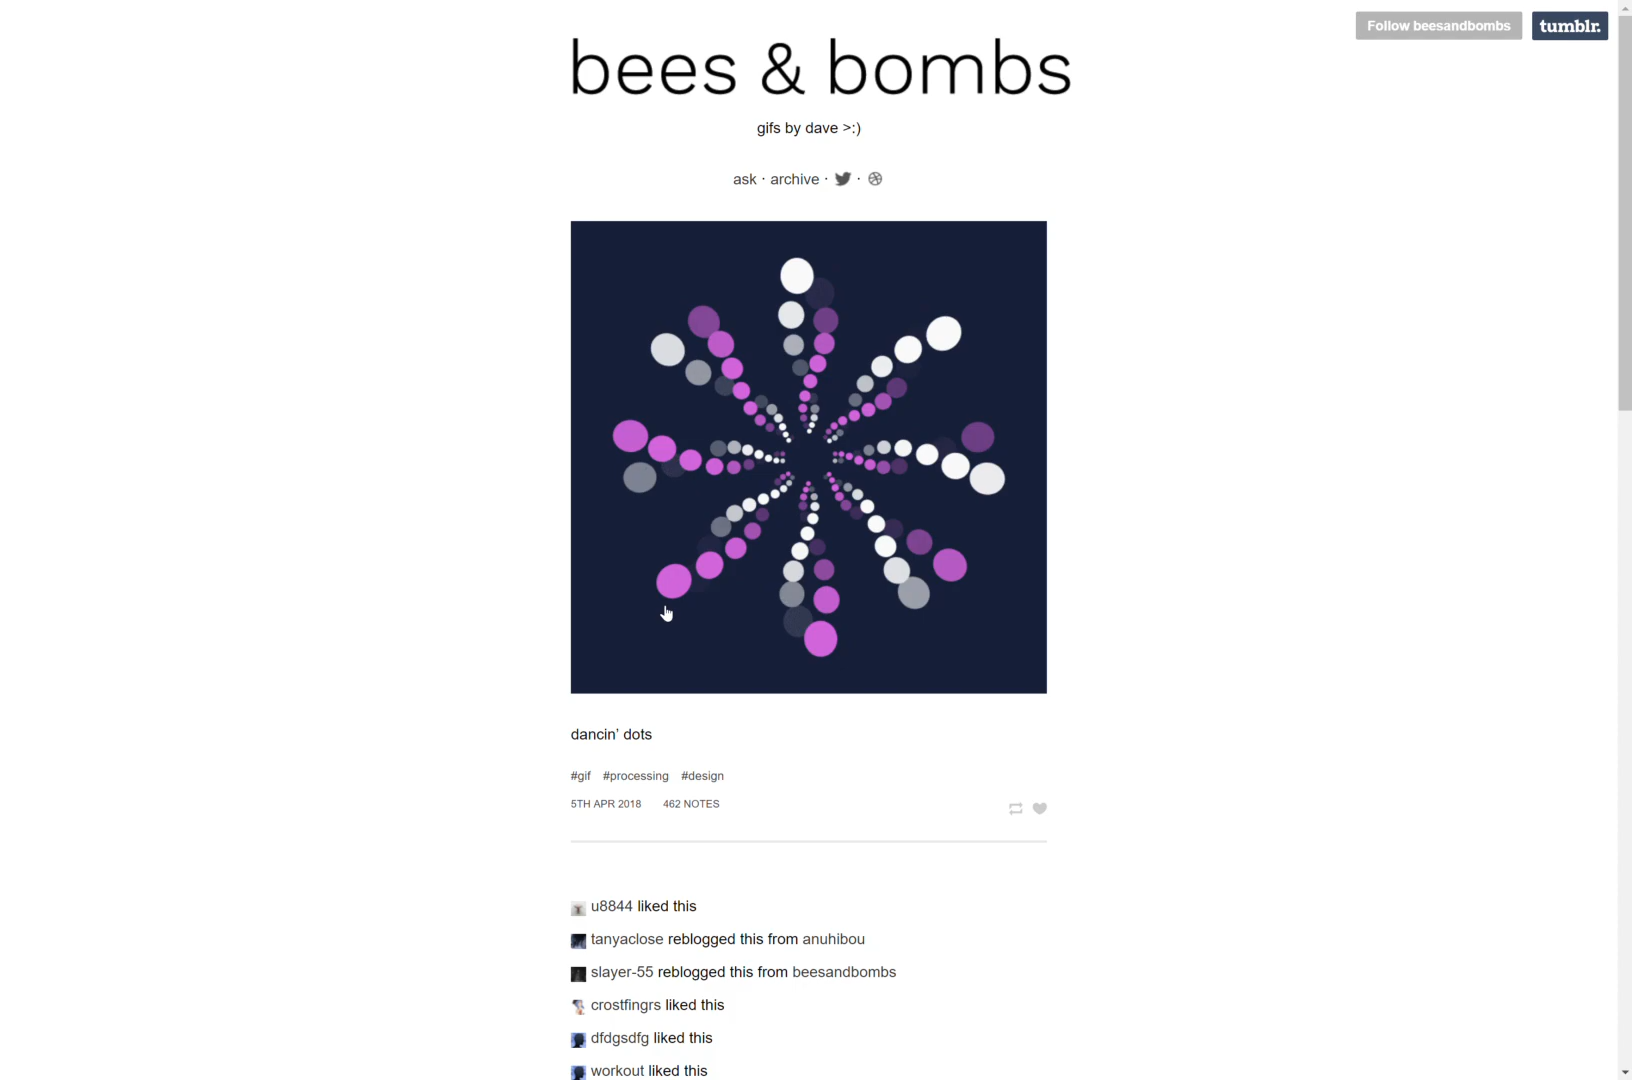 Follow beesandbombs
tumblr.
bees & bombs
gifs by dave >:)
ask · archive · ·
dancin’ dots
#gif #processing #design
5TH APR 2018 462 NOTES
u8844 liked this
tanyaclose reblogged this from anuhibou
slayer-55 reblogged this from beesandbombs
crostfingrs liked this
dfdgsdfg liked this
workout liked this